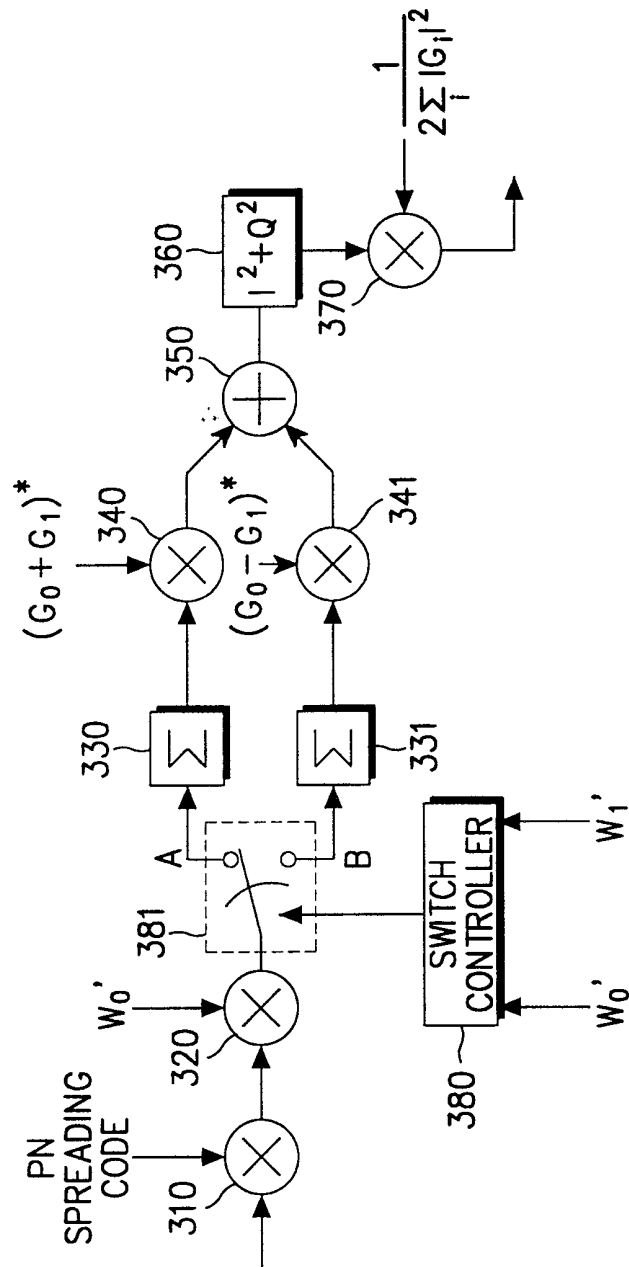 PN
SPREADING
CODE
310
W₀'
320
381
A
B
330
Σ
331
Σ
(G₀+G₁)*
340
(G₀−G₁)*
341
350
360
I²+Q²
370
1
2Σ|Gᵢ|²
i
380
SWITCH
CONTROLLER
W₀'
W₁'